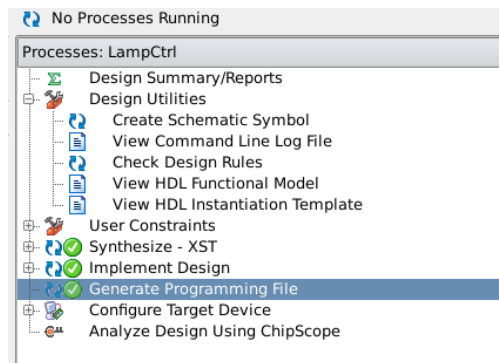 No Processes Running
Processes: LampCtrl
Design Summary/Reports
Design Utilities
Create Schematic Symbol
View Command Line Log File
Check Design Rules
View HDL Functional Model
View HDL Instantiation Template
User Constraints
Synthesize - XST
Implement Design
Generate Programming File
Configure Target Device
Analyze Design Using ChipScope